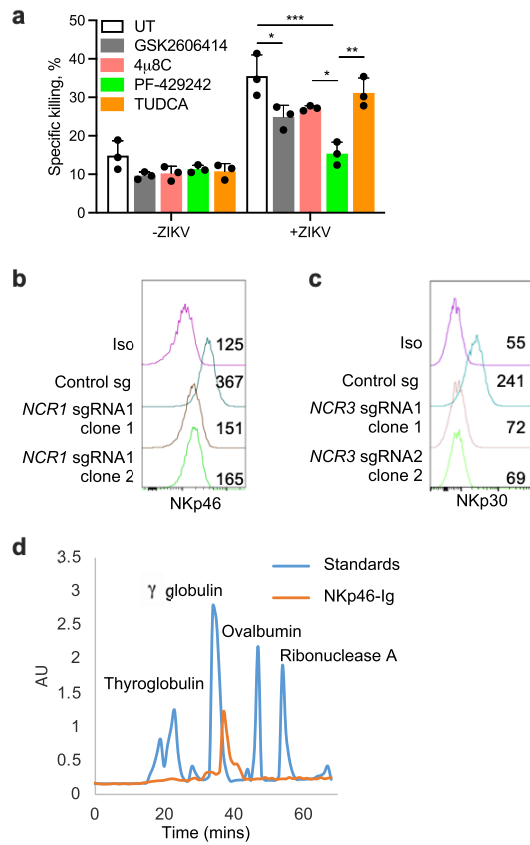 a
UT
GSK2606414
4μ8C
PF-429242
TUDCA
Specific killing, %
50
40
30
20
10
0
***
*
*
**
-ZIKV
+ZIKV
b
Iso
125
Control sg
367
NCR1 sgRNA1
clone 1
151
NCR1 sgRNA1
clone 2
165
NKp46
c
Iso
55
Control sg
241
NCR3 sgRNA1
clone 1
72
NCR3 sgRNA2
clone 2
69
NKp30
d
3.5
3
2.5
2
1.5
1
0.5
0
AU
Standards
NKp46-Ig
γ globulin
Ovalbumin
Ribonuclease A
Thyroglobulin
0
20
40
60
Time (mins)